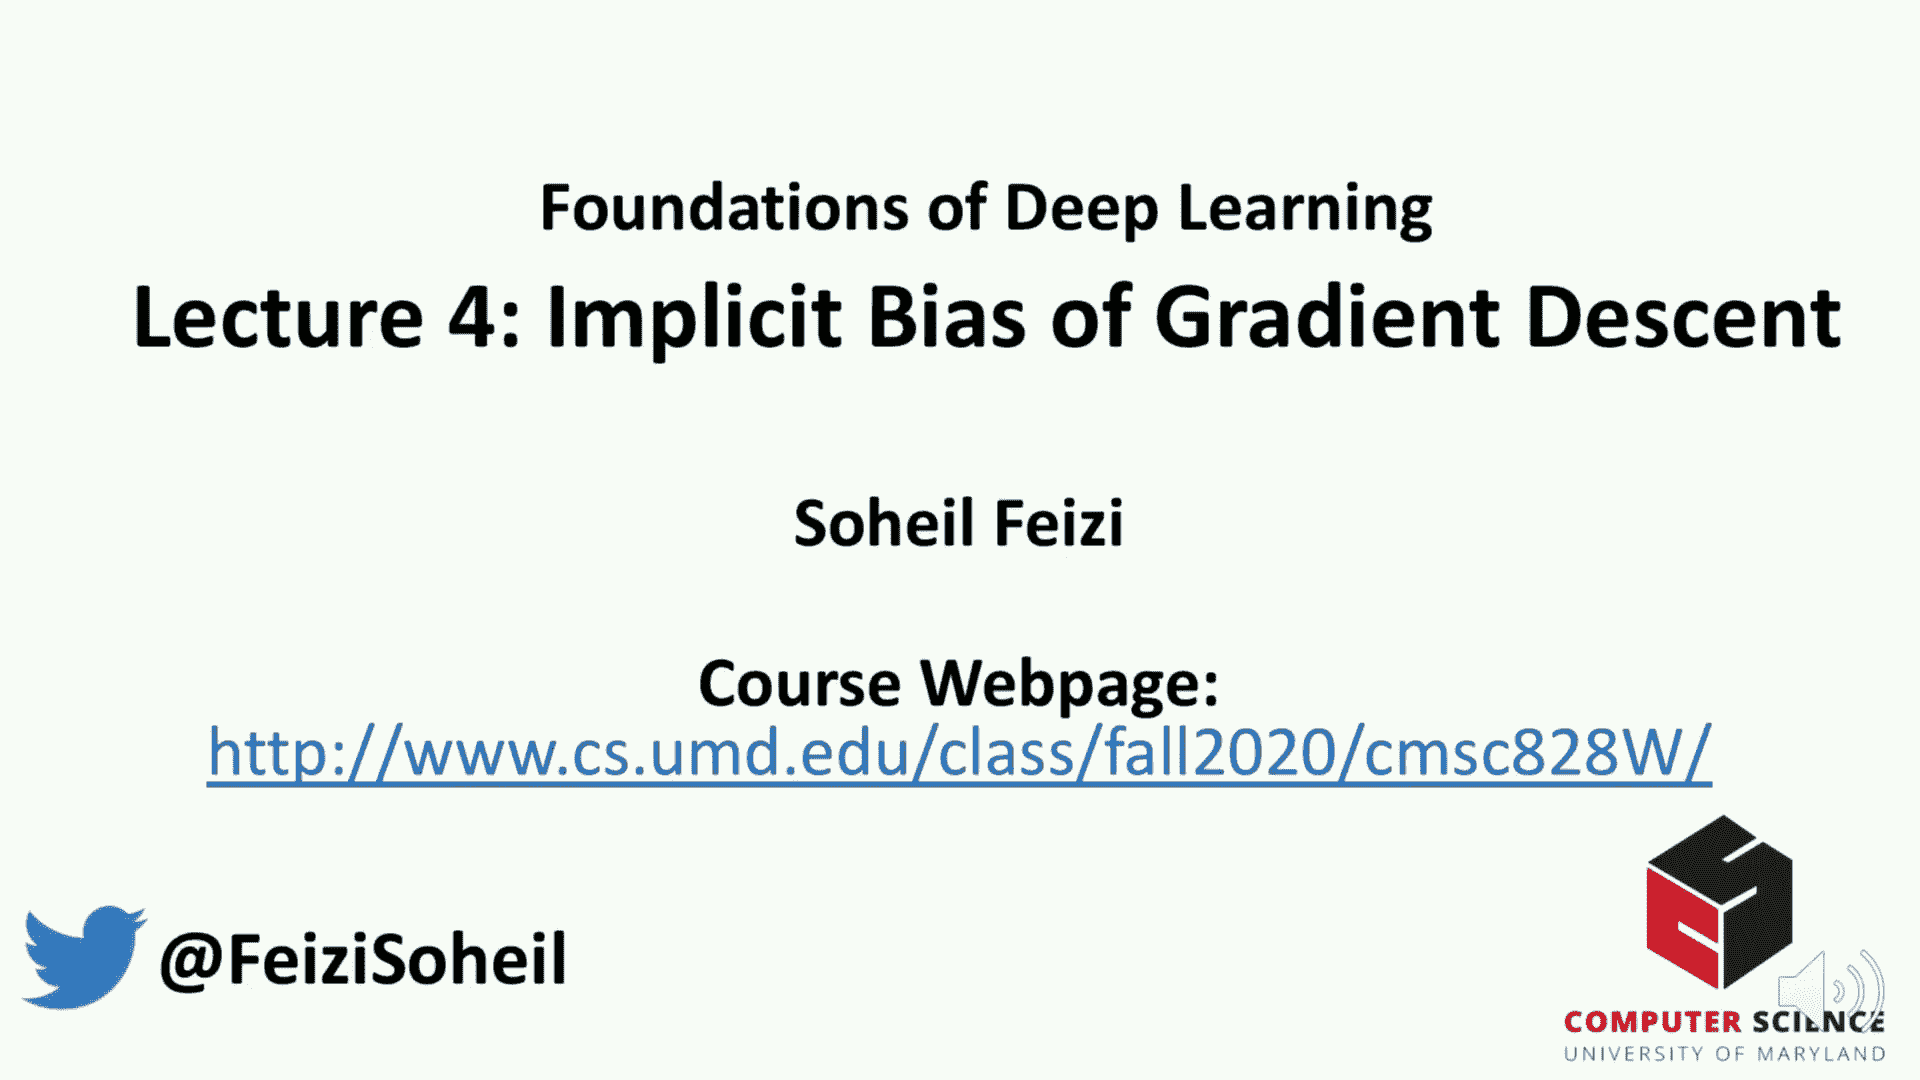 Foundations of Deep Learning
Lecture 4: Implicit Bias of Gradient Descent
Soheil Feizi
Course Webpage:
http://www.cs.umd.edu/class/fall2020/cmsc828W/
@FeiziSoheil
COMPUTER SCIENCE
UNIVERSITY OF MARYLAND